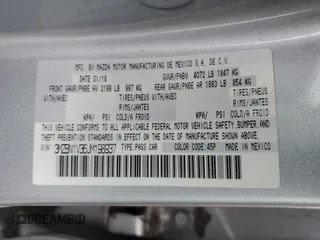 MFD. BY MAZDA MOTOR MANUFACTURING DE MEXICO S.A. DE C.V.
DATE 01/18 GVWR/PNBV 4072 LB 1847 KG
FRONT GAWR/PNBE AV 2198 LB 997 KG REAR GAWR/PNBE AR 1883 LB 854 KG
WITH/AVEC TIRES/PNEUS WITH/AVEC TIRES/PNEUS
RIMS/JANTES RIMS/JANTES
KPA/ PSI/ COLD/A FROID KPA/ PSI/ COLD/A FROID
THIS VEHICLE CONFORMS TO ALL APPLICABLE FEDERAL MOTOR VEHICLE
SAFETY, BUMPER, AND THEFT PREVENTION STANDARDS IN EFFECT ON THE
DATE OF MANUFACTURE SHOWN ABOVE.
TYPE PASS CAR COLOR CODE: 45P MADE IN MEXICO
DREAMBID